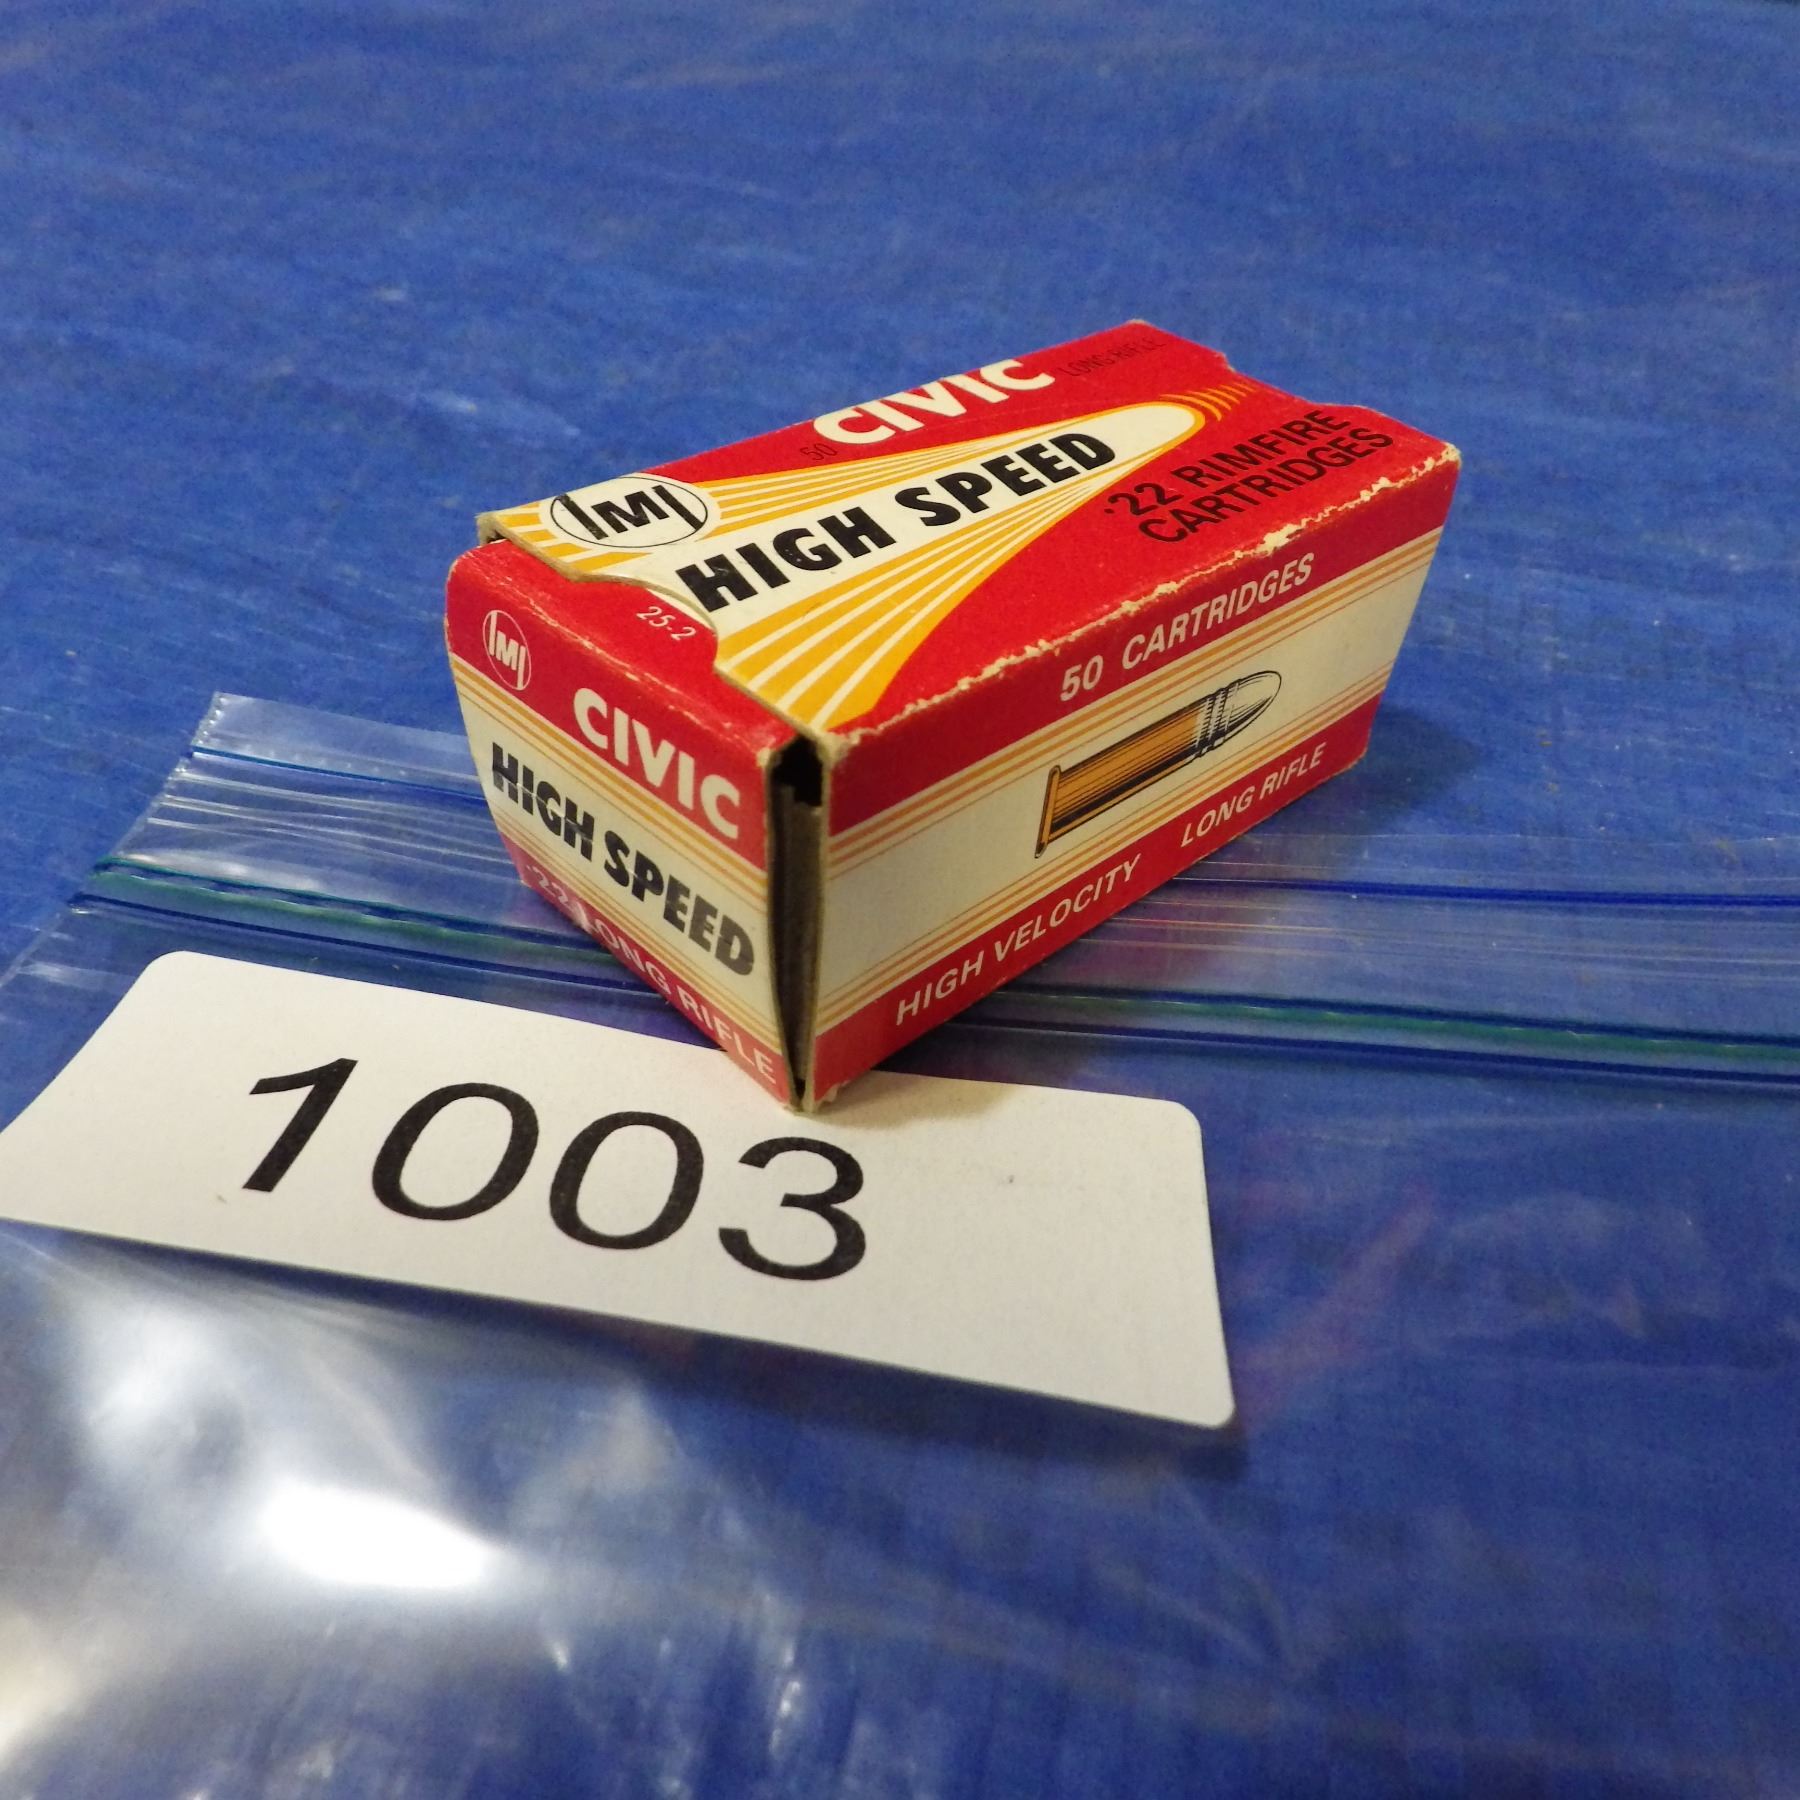 50 CIVIC LONG RIFLE
IMI
HIGH SPEED
.22 RIMFIRE
CARTRIDGES
25-2
IMI
CIVIC
HIGH SPEED
.22 LONG RIFLE
50 CARTRIDGES
HIGH VELOCITY LONG RIFLE
1003